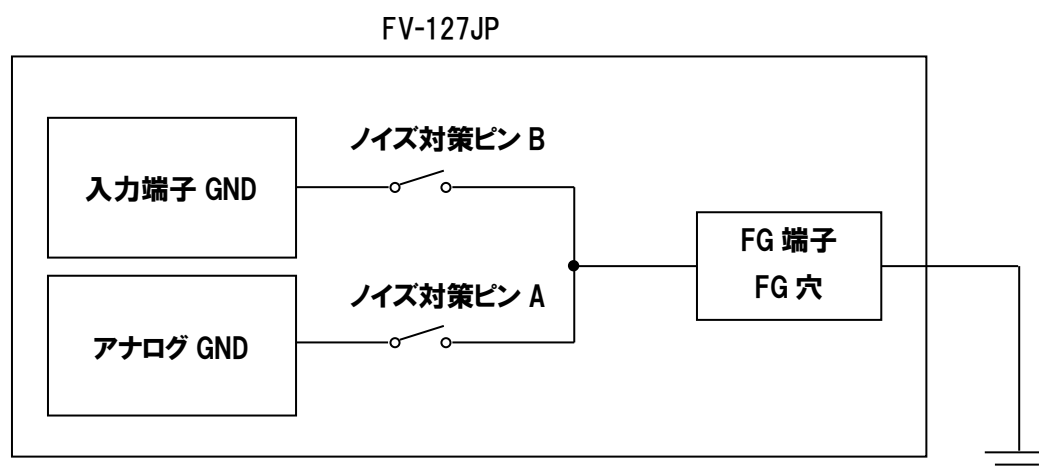 FV-127JP
ノイズ対策ピン B
入力端子 GND
FG 端子
FG 穴
ノイズ対策ピン A
アナログ GND